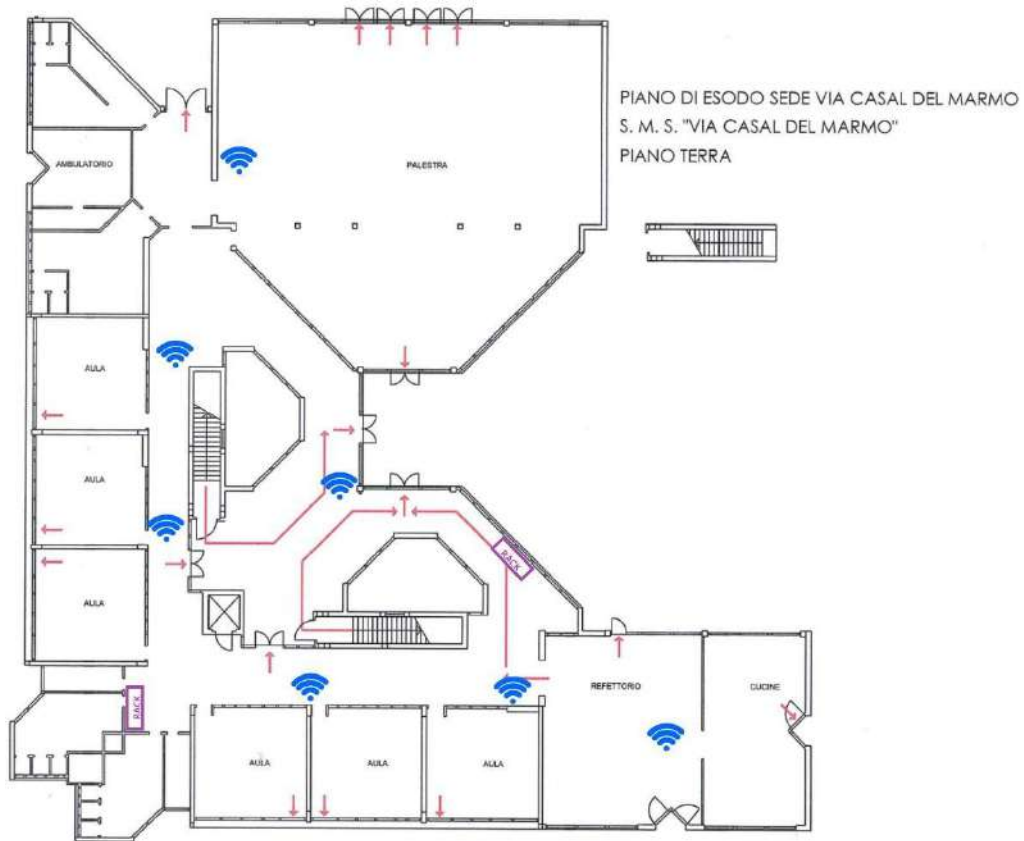 PIANO DI ESODO SEDE VIA CASAL DEL MARMO
S. M. S. "VIA CASAL DEL MARMO"
PIANO TERRA
AMBULATORIO
PALESTRA
AULA
AULA
AULA
RACK
REFETTORIO
CUCINE
RACK
AULA
AULA
AULA